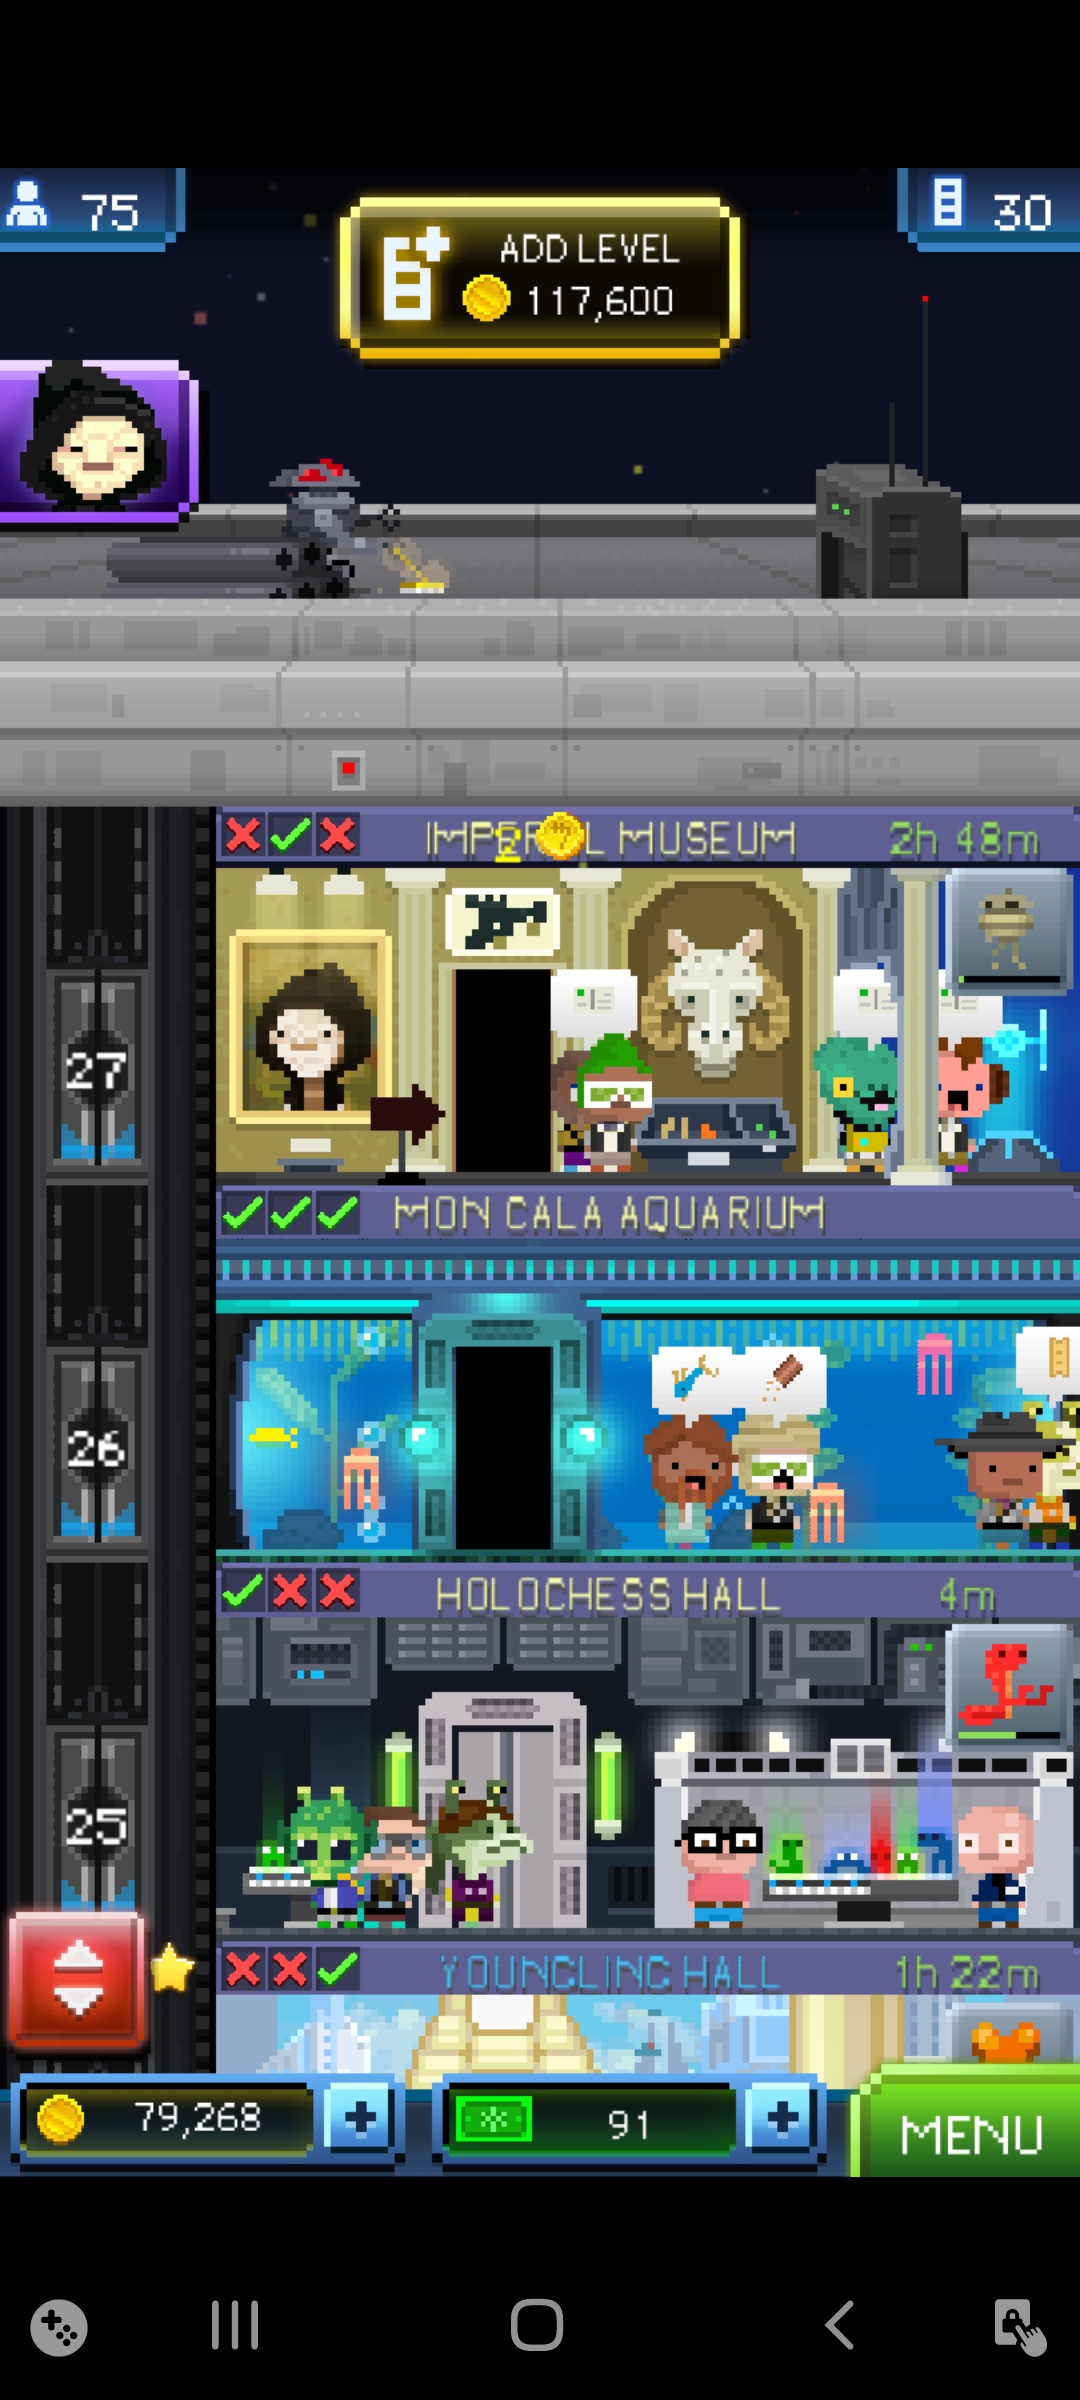 75
ADD LEVEL
117,600
30
2
MUSEUM
2h 48m
27
MON CALA AQUARIUM
26
HOLOCHESS HALL
4m
25
YOUNGLING HALL
1h 22m
79,268
91
MENU